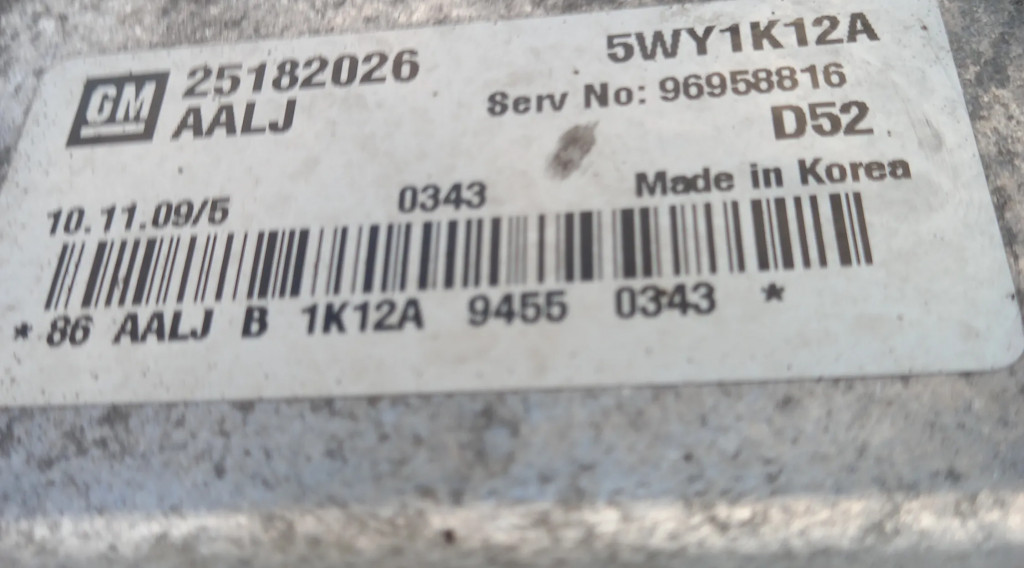 GM 25182026 5WY1K12A
AALJ Serv No: 96958816
D52
10.11.09/5 0343 Made in Korea
* 86 AALJ B 1K12A 9455 0343 *